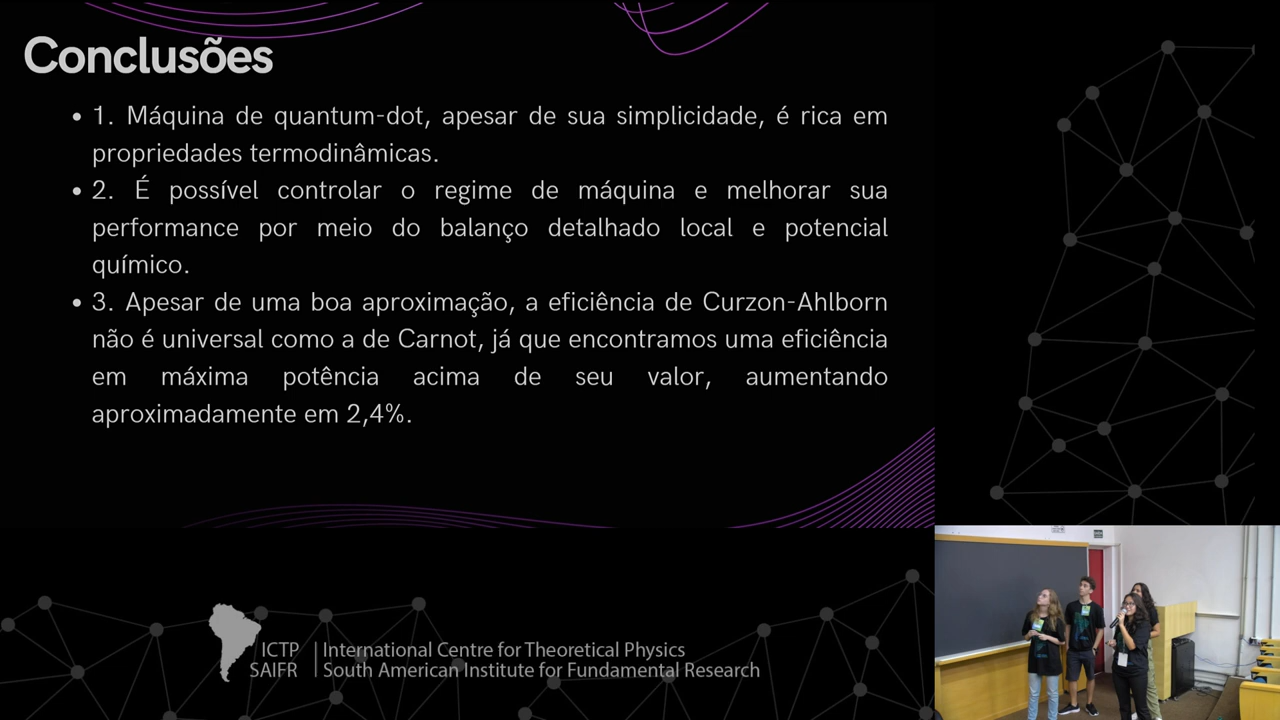 Conclusões
• 1. Máquina de quantum-dot, apesar de sua simplicidade, é rica em
propriedades termodinâmicas.
• 2. É possível controlar o regime de máquina e melhorar sua
performance por meio do balanço detalhado local e potencial
químico.
• 3. Apesar de uma boa aproximação, a eficiência de Curzon-Ahlborn
não é universal como a de Carnot, já que encontramos uma eficiência
em máxima potência acima de seu valor, aumentando
aproximadamente em 2,4%.
ICTP
SAIFR
International Centre for Theoretical Physics
South American Institute for Fundamental Research